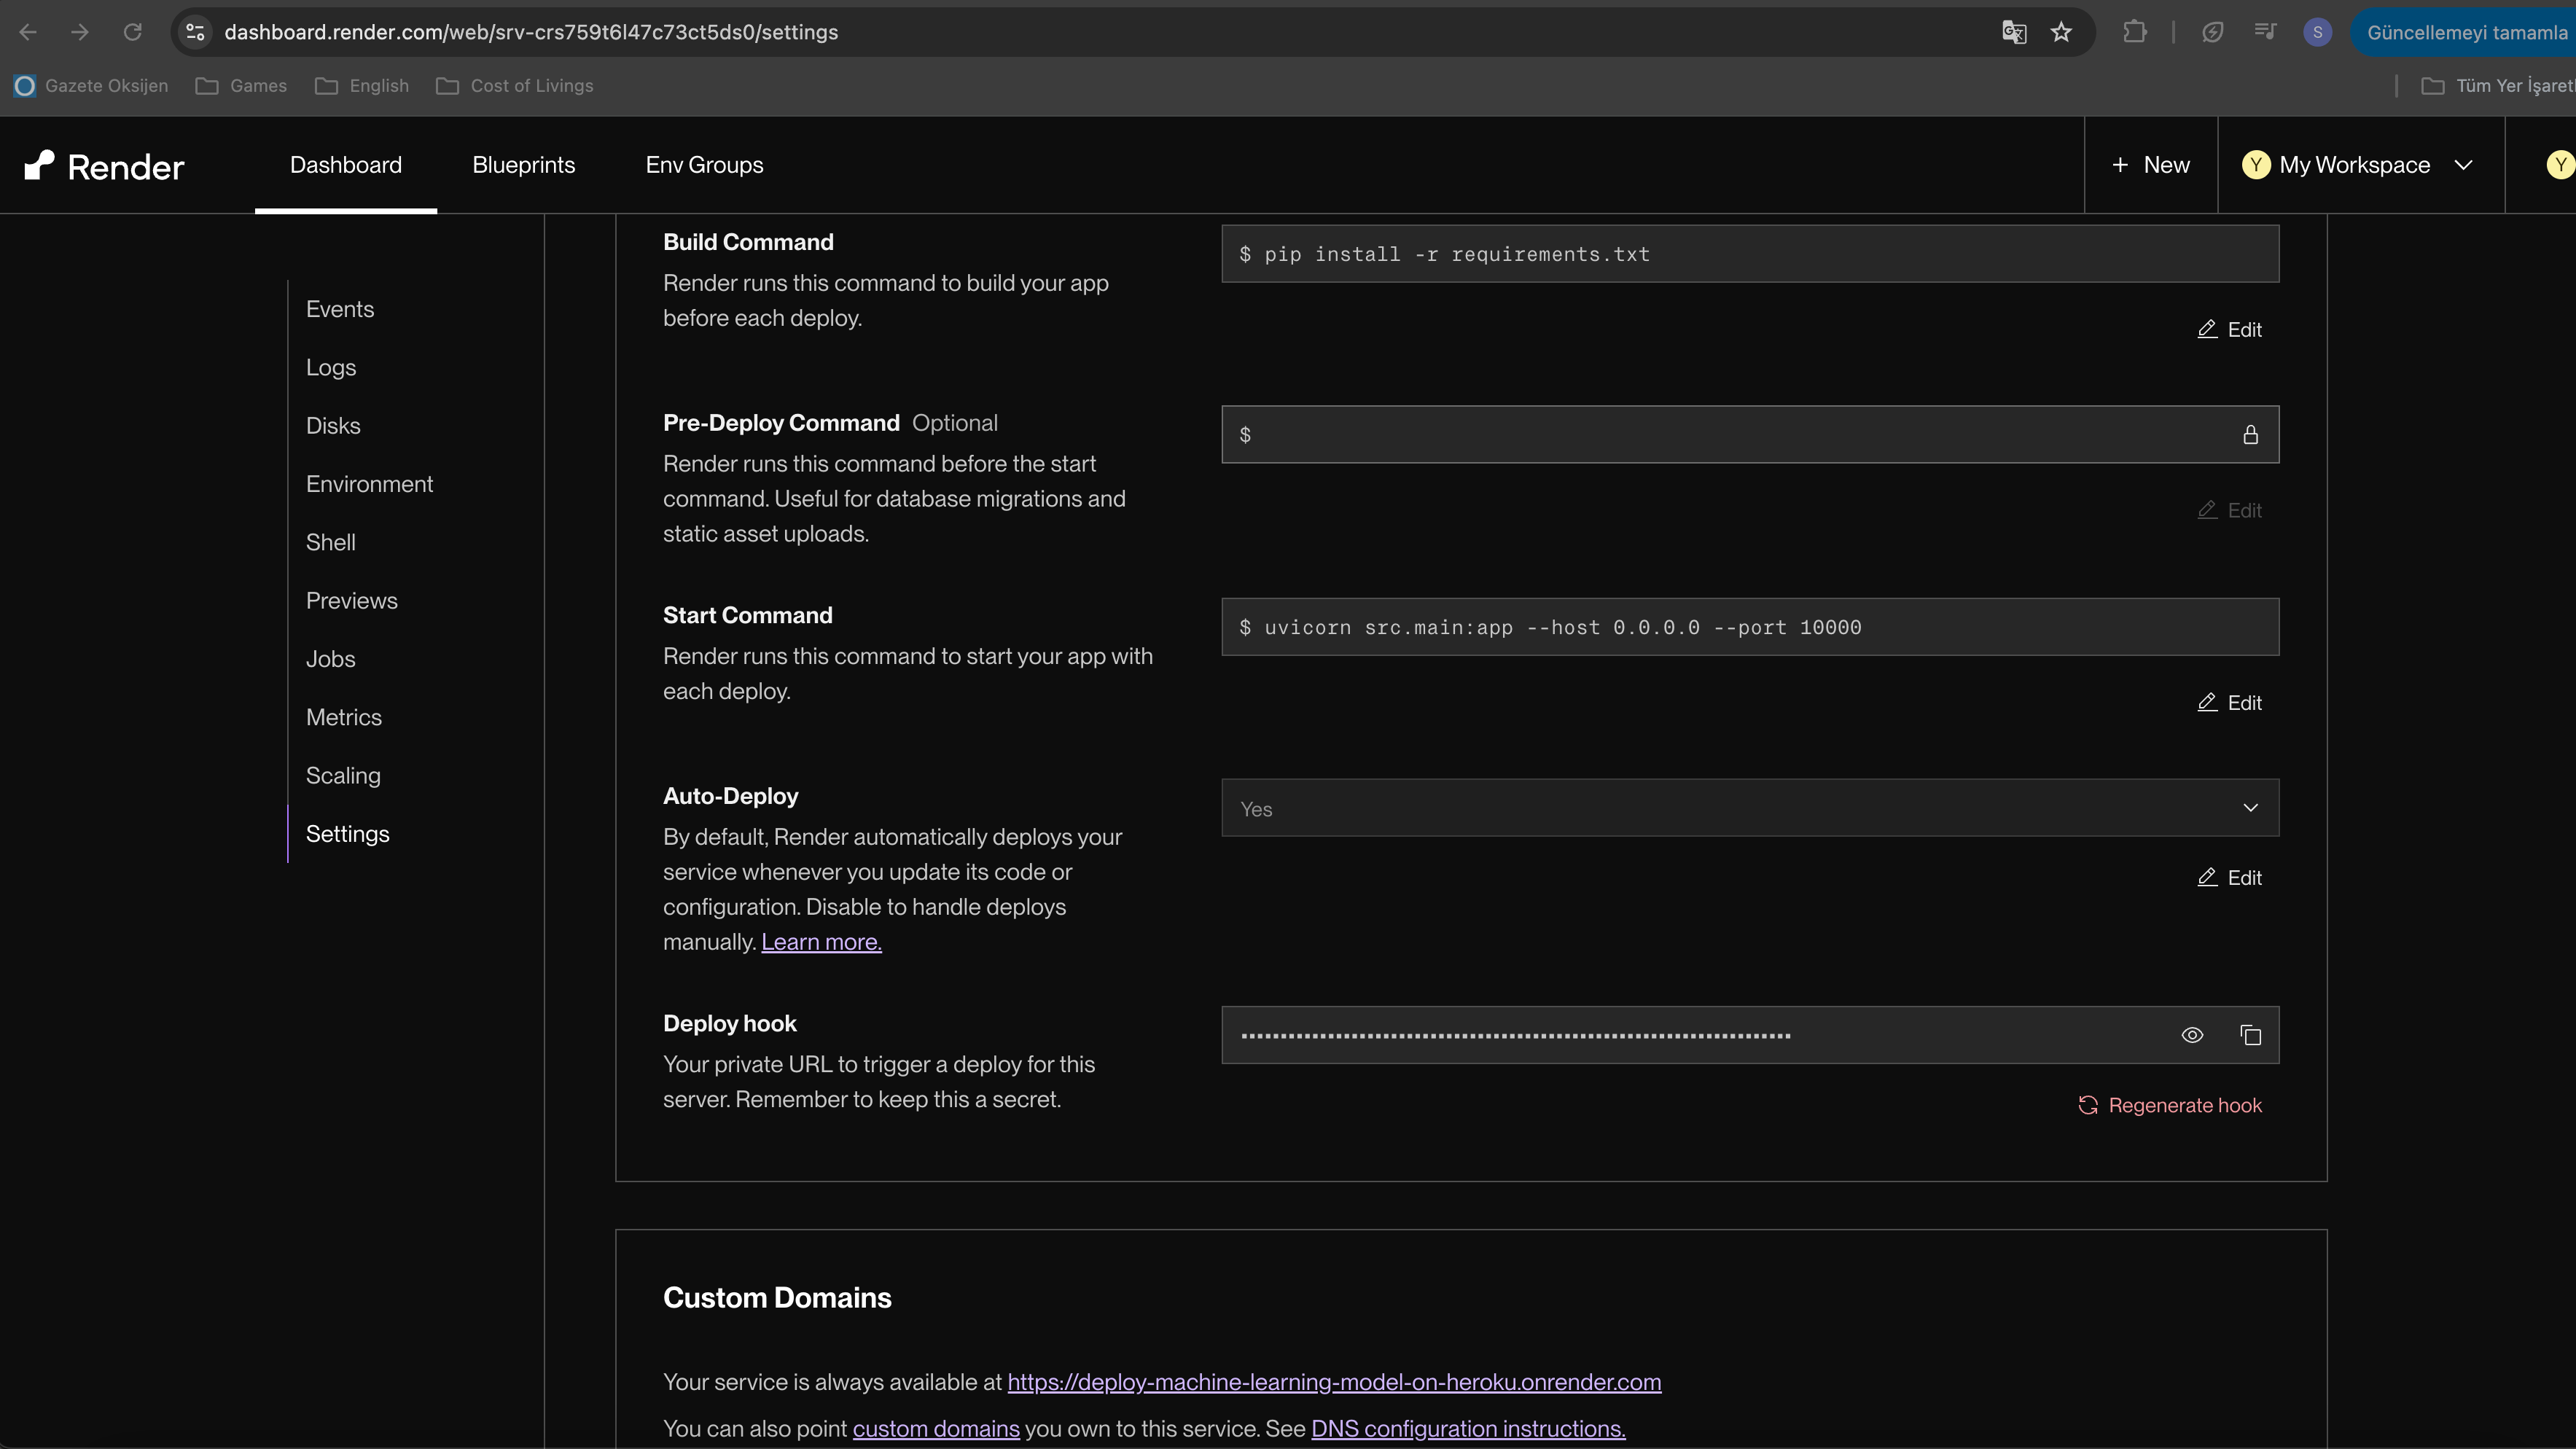 dashboard.render.com/web/srv-crs759t6l47c73ct5ds0/settings
S
Güncellemeyi tamamla
Gazete Oksijen
Games
English
Cost of Livings
Tüm Yer İşaretl
Render
Dashboard
Blueprints
Env Groups
+ New
Y My Workspace
Y
Events
Logs
Disks
Environment
Shell
Previews
Jobs
Metrics
Scaling
Settings
Build Command
Render runs this command to build your app
before each deploy.
$ pip install -r requirements.txt
Edit
Pre-Deploy Command Optional
Render runs this command before the start
command. Useful for database migrations and
static asset uploads.
$
Edit
Start Command
Render runs this command to start your app with
each deploy.
$ uvicorn src.main:app --host 0.0.0.0 --port 10000
Edit
Auto-Deploy
By default, Render automatically deploys your
service whenever you update its code or
configuration. Disable to handle deploys
manually. Learn more.
Yes
Edit
Deploy hook
Your private URL to trigger a deploy for this
server. Remember to keep this a secret.
Regenerate hook
Custom Domains
Your service is always available at https://deploy-machine-learning-model-on-heroku.onrender.com
You can also point custom domains you own to this service. See DNS configuration instructions.